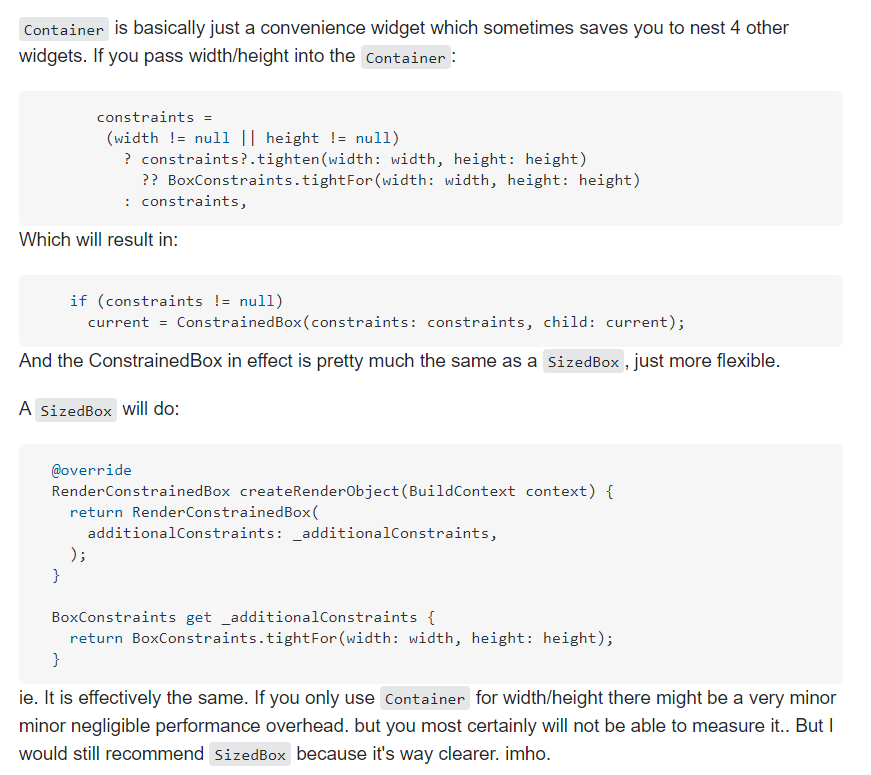 Container is basically just a convenience widget which sometimes saves you to nest 4 other
widgets. If you pass width/height into the Container:
constraints =
(width != null || height != null)
? constraints?.tighten(width: width, height: height)
?? BoxConstraints.tightFor(width: width, height: height)
: constraints,
Which will result in:
if (constraints != null)
current = ConstrainedBox(constraints: constraints, child: current);
And the ConstrainedBox in effect is pretty much the same as a SizedBox, just more flexible.
A SizedBox will do:
@override
RenderConstrainedBox createRenderObject(BuildContext context) {
return RenderConstrainedBox(
additionalConstraints: _additionalConstraints,
);
}
BoxConstraints get _additionalConstraints {
return BoxConstraints.tightFor(width: width, height: height);
}
ie. It is effectively the same. If you only use Container for width/height there might be a very minor
minor negligible performance overhead. but you most certainly will not be able to measure it.. But I
would still recommend SizedBox because it's way clearer. imho.